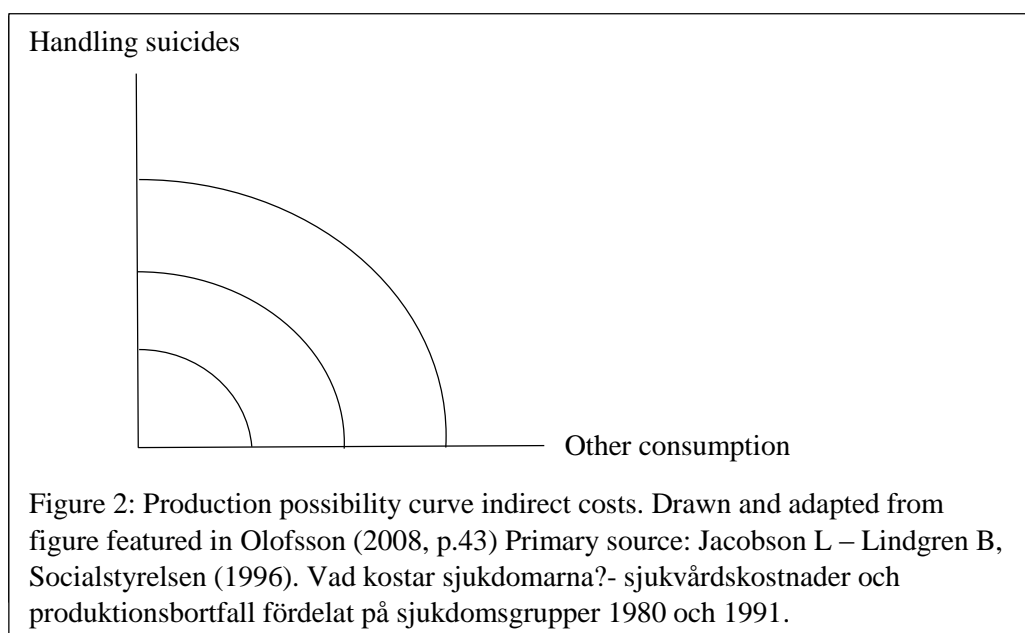 Handling suicides
Other consumption
Figure 2: Production possibility curve indirect costs. Drawn and adapted from
figure featured in Olofsson (2008, p.43) Primary source: Jacobson L – Lindgren B,
Socialstyrelsen (1996). Vad kostar sjukdomarna?- sjukvårdskostnader och
produktionsbortfall fördelat på sjukdomsgrupper 1980 och 1991.